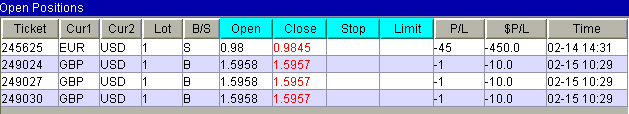 Open Positions
Ticket Cur1 Cur2 Lot B/S Open Close Stop Limit P/L $P/L Time
245625 EUR USD 1 S 0.98 0.9845 -45 -450.0 02-14 14:31
249024 GBP USD 1 B 1.5958 1.5957 -1 -10.0 02-15 10:29
249027 GBP USD 1 B 1.5958 1.5957 -1 -10.0 02-15 10:29
249030 GBP USD 1 B 1.5958 1.5957 -1 -10.0 02-15 10:29